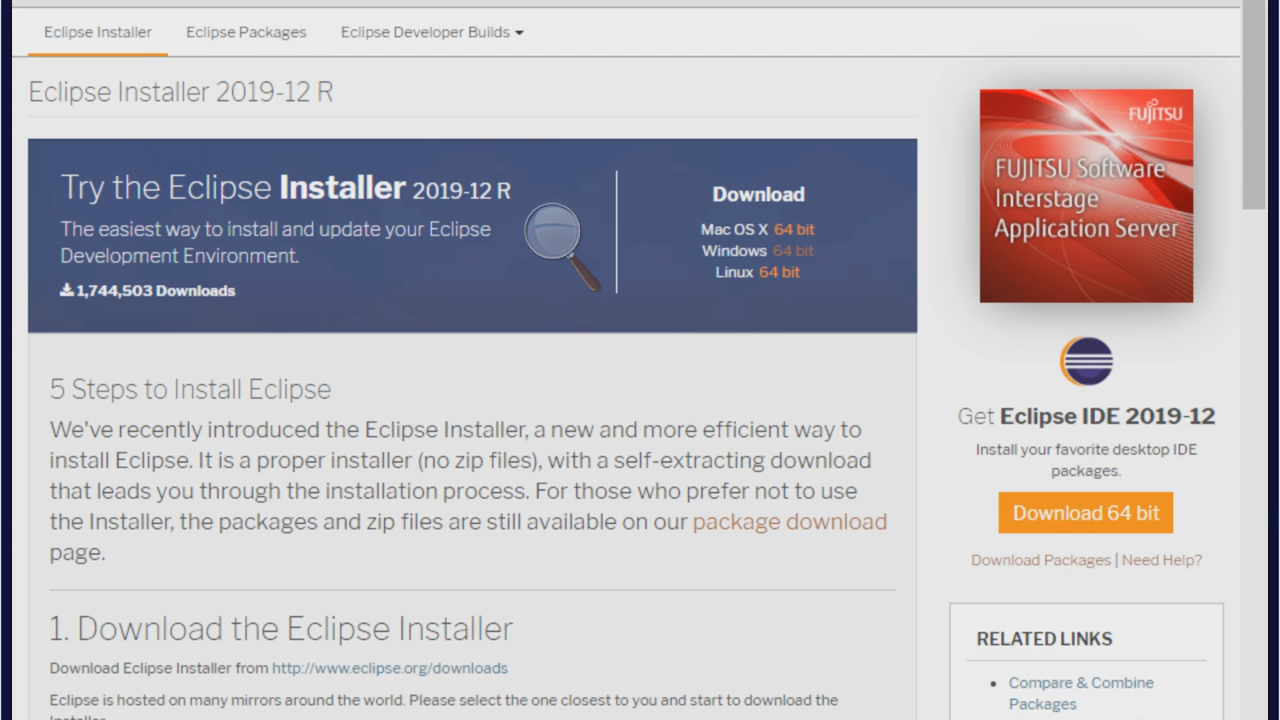 Eclipse Installer
Eclipse Packages
Eclipse Developer Builds
Eclipse Installer 2019-12 R
Try the Eclipse Installer 2019-12 R
The easiest way to install and update your Eclipse
Development Environment.
1,744,503 Downloads
Download
Mac OS X 64 bit
Windows 64 bit
Linux 64 bit
5 Steps to Install Eclipse
We've recently introduced the Eclipse Installer, a new and more efficient way to
install Eclipse. It is a proper installer (no zip files), with a self-extracting download
that leads you through the installation process. For those who prefer not to use
the Installer, the packages and zip files are still available on our package download
page.
1. Download the Eclipse Installer
Download Eclipse Installer from http://www.eclipse.org/downloads
Eclipse is hosted on many mirrors around the world. Please select the one closest to you and start to download the
FUJITSU
FUJITSU Software
Interstage
Application Server
Get Eclipse IDE 2019-12
Install your favorite desktop IDE
packages.
Download 64 bit
Download Packages | Need Help?
RELATED LINKS
• Compare & Combine
Packages